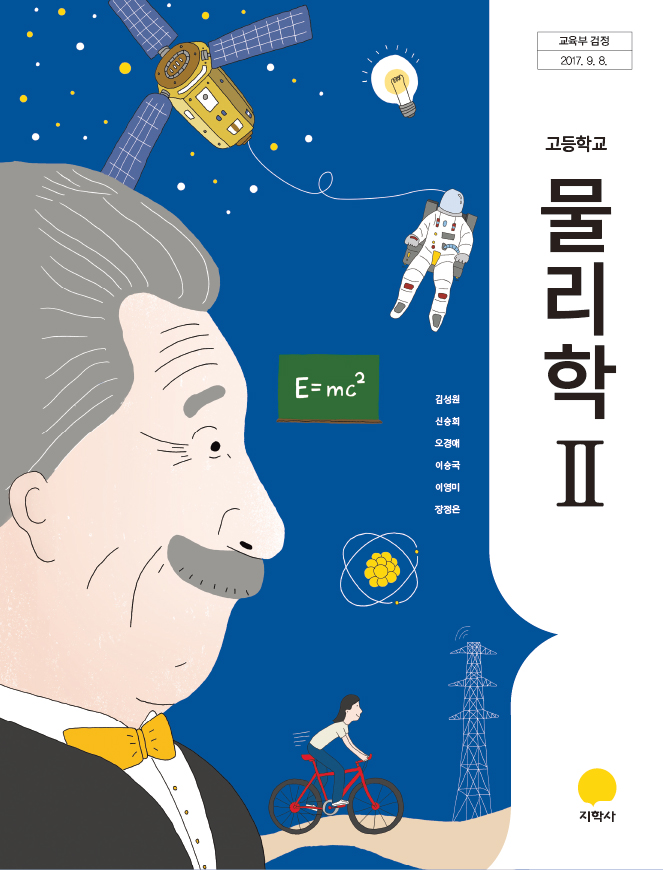 교육부 검정
2017. 9. 8.
고등학교
물리학 II
E=mc²
김성원
신승희
오경애
이승국
이영미
장정은
지학사